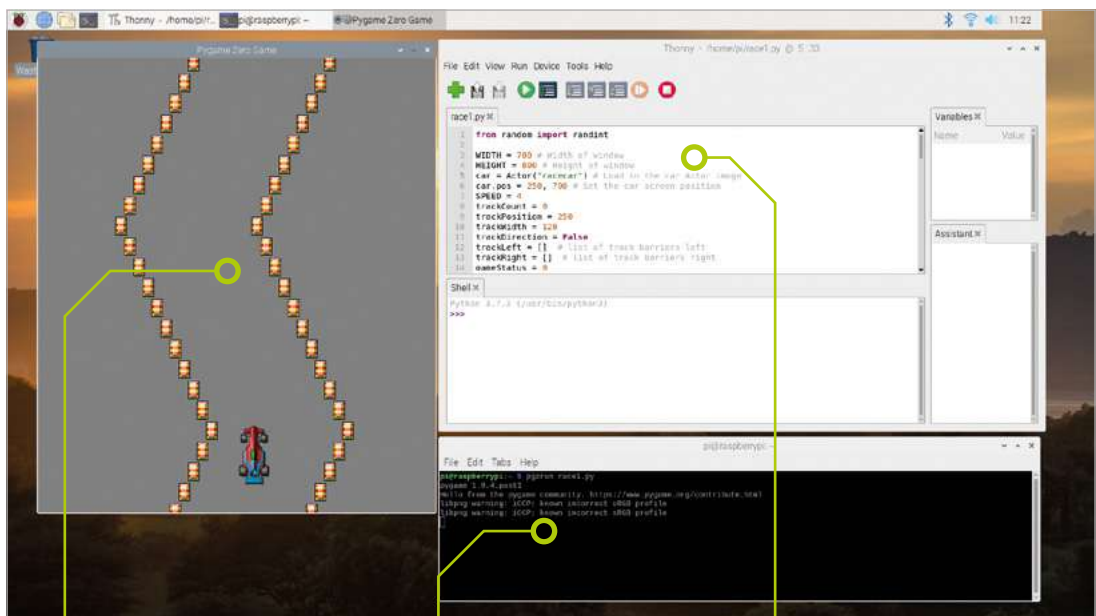 Thonny - /home/pi/r...
pi@raspberrypi: ~
Pygame Zero Game
11:22
Pygame Zero Game
Thonny - /home/pi/race1.py @ 5:33
File Edit View Run Device Tools Help
race1.py
1 from random import randint
2
3 WIDTH = 700 # Width of window
4 HEIGHT = 800 # Height of window
5 car = Actor("racecar") # Load in the car Actor image
6 car.pos = 250, 700 # Set the car screen position
7 SPEED = 4
8 trackCount = 0
9 trackPosition = 250
10 trackWidth = 120
11 trackDirection = False
12 trackLeft = [] # list of track barriers left
13 trackRight = [] # list of track barriers right
14 gameStatus = 0
Variables
Name Value
Assistant
Shell
Python 3.7.3 (/usr/bin/python3)
>>>
pi@raspberrypi: ~
File Edit Tabs Help
pi@raspberrypi:~ $ pgzrun race1.py
pygame 1.9.4.post1
Hello from the pygame community. https://www.pygame.org/contribute.html
libpng warning: iCCP: known incorrect sRGB profile
libpng warning: iCCP: known incorrect sRGB profile